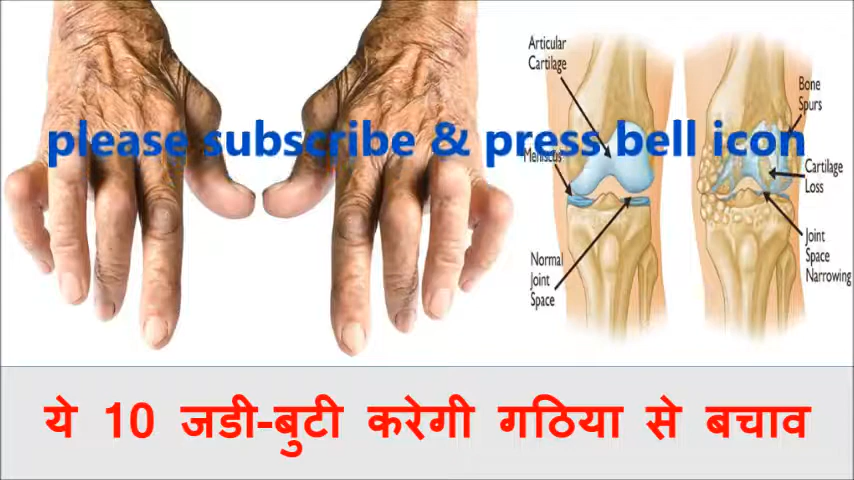 Articular
Cartilage
Bone
Spurs
please subscribe & press bell icon
Meniscus
Cartilage
Loss
Joint
Space
Narrowing
Normal
Joint
Space
ये 10 जडी-बुटी करेगी गठिया से बचाव